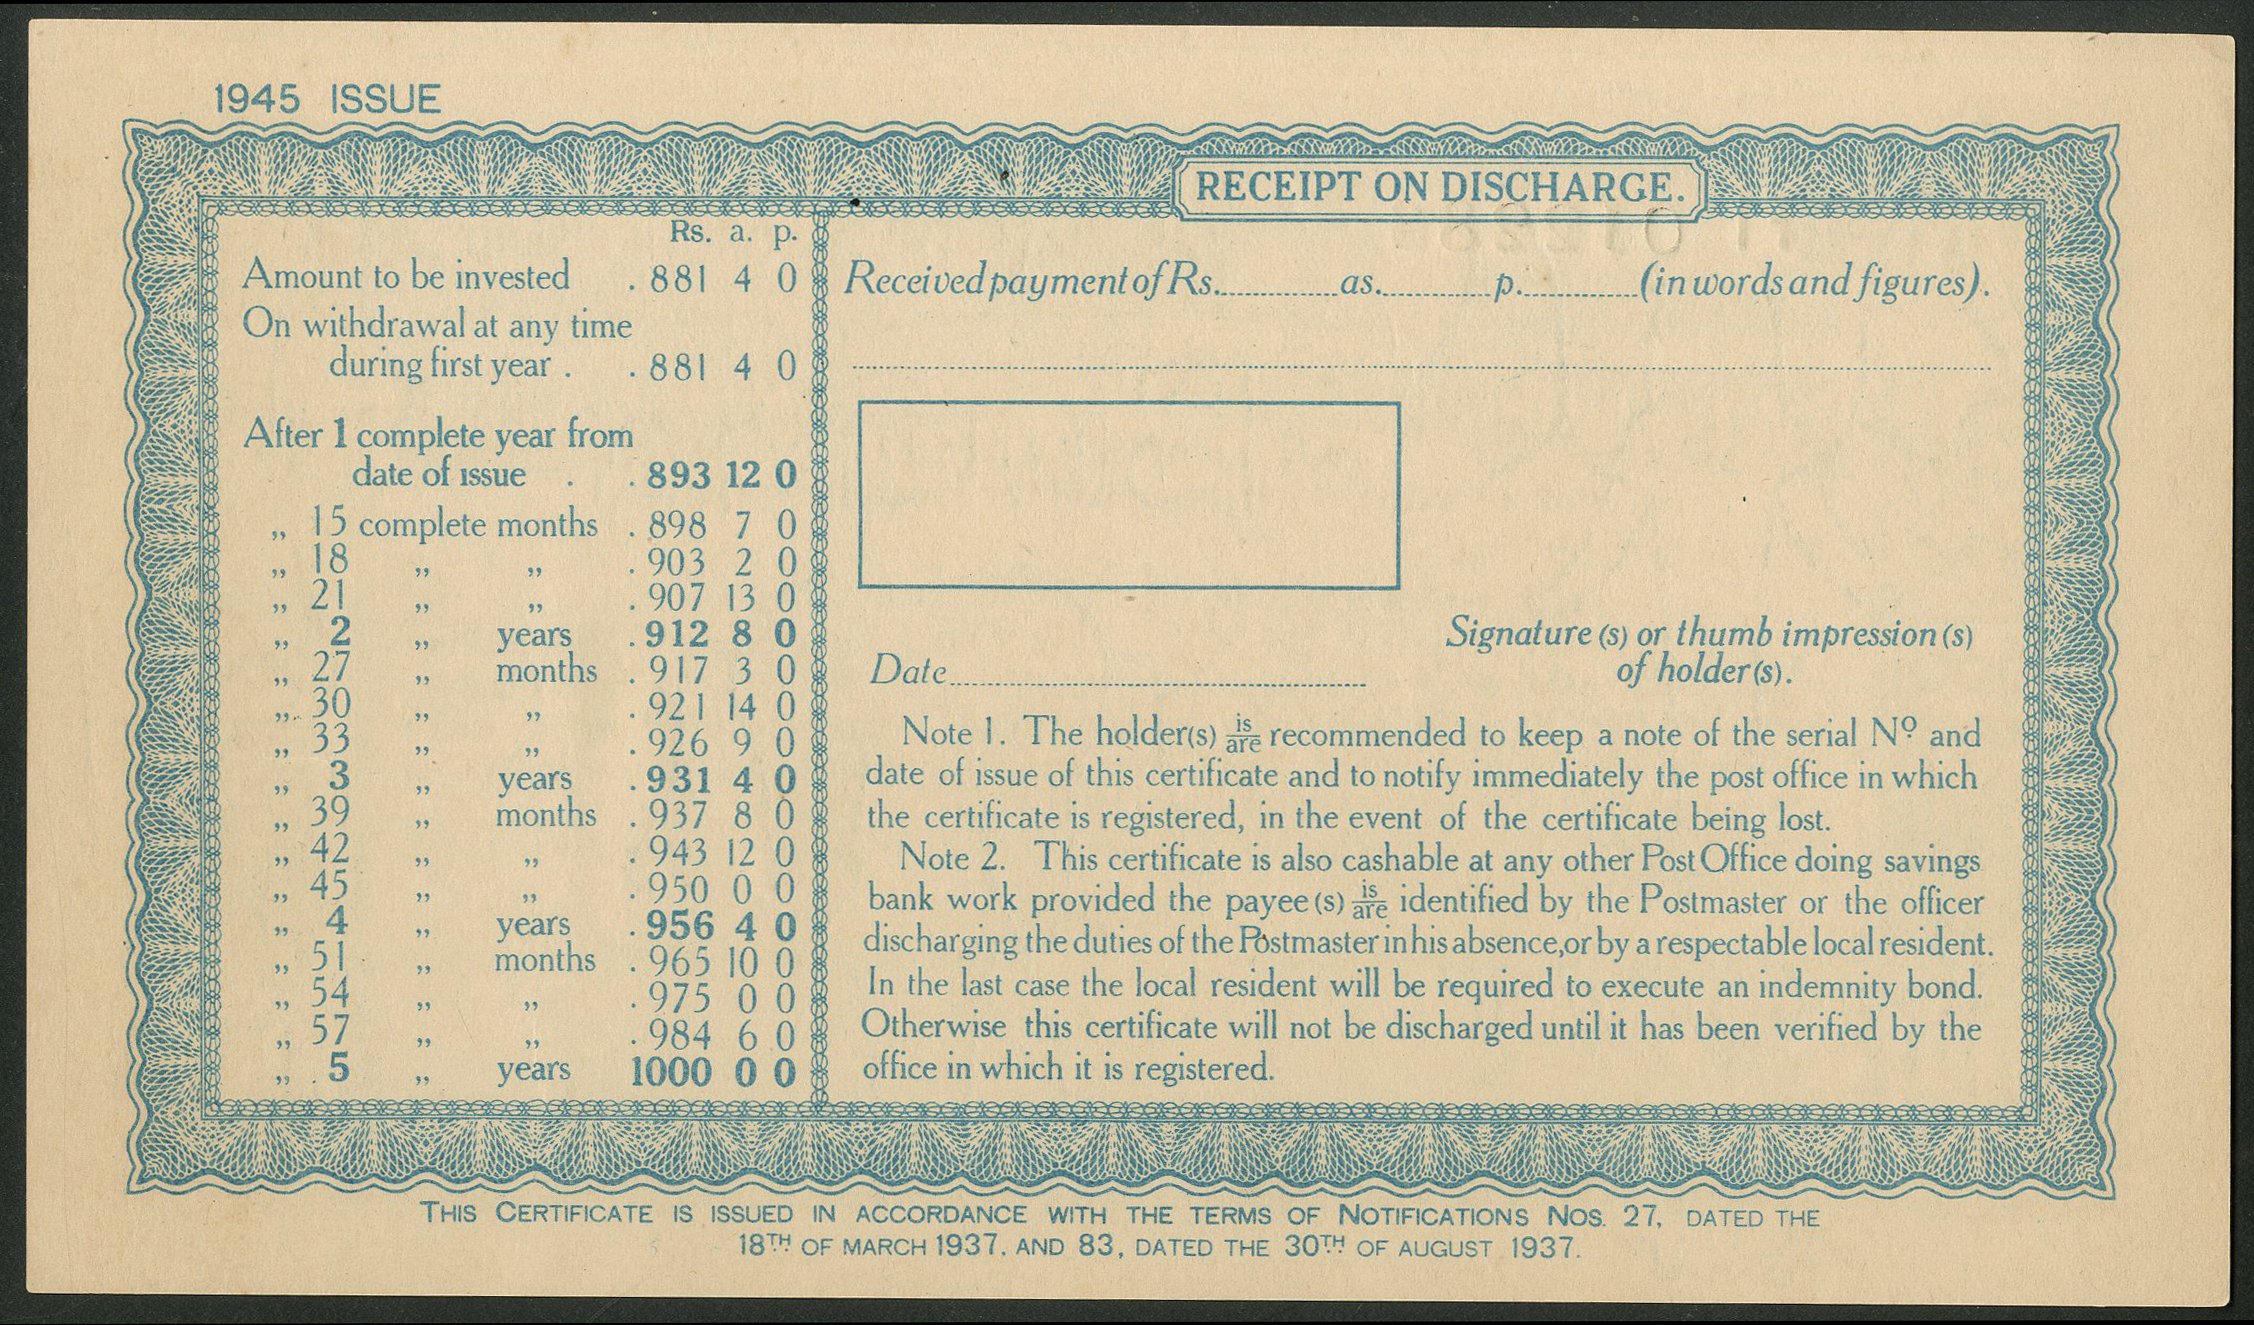 1945 ISSUE
RECEIPT ON DISCHARGE.
Rs. a. p.
Amount to be invested . 881 4 0
On withdrawal at any time
during first year . . 881 4 0
After 1 complete year from
date of issue . . 893 12 0
„ 15 complete months . 898 7 0
„ 18 „ „ . 903 2 0
„ 21 „ „ . 907 13 0
„ 2 „ years . 912 8 0
„ 27 „ months . 917 3 0
„ 30 „ „ . 921 14 0
„ 33 „ „ . 926 9 0
„ 3 „ years . 931 4 0
„ 39 „ months . 937 8 0
„ 42 „ „ . 943 12 0
„ 45 „ „ . 950 0 0
„ 4 „ years . 956 4 0
„ 51 „ months . 965 10 0
„ 54 „ „ . 975 0 0
„ 57 „ „ . 984 6 0
„ 5 „ years 1000 0 0
Received payment of Rs. as. p. (in words and figures).
Signature (s) or thumb impression (s)
Date of holder (s).
Note 1. The holder(s) is/are recommended to keep a note of the serial Nº and
date of issue of this certificate and to notify immediately the post office in which
the certificate is registered, in the event of the certificate being lost.
Note 2. This certificate is also cashable at any other Post Office doing savings
bank work provided the payee (s) is/are identified by the Postmaster or the officer
discharging the duties of the Postmaster in his absence, or by a respectable local resident.
In the last case the local resident will be required to execute an indemnity bond.
Otherwise this certificate will not be discharged until it has been verified by the
office in which it is registered.
THIS CERTIFICATE IS ISSUED IN ACCORDANCE WITH THE TERMS OF NOTIFICATIONS NOS. 27, DATED THE
18TH OF MARCH 1937, AND 83, DATED THE 30TH OF AUGUST 1937.